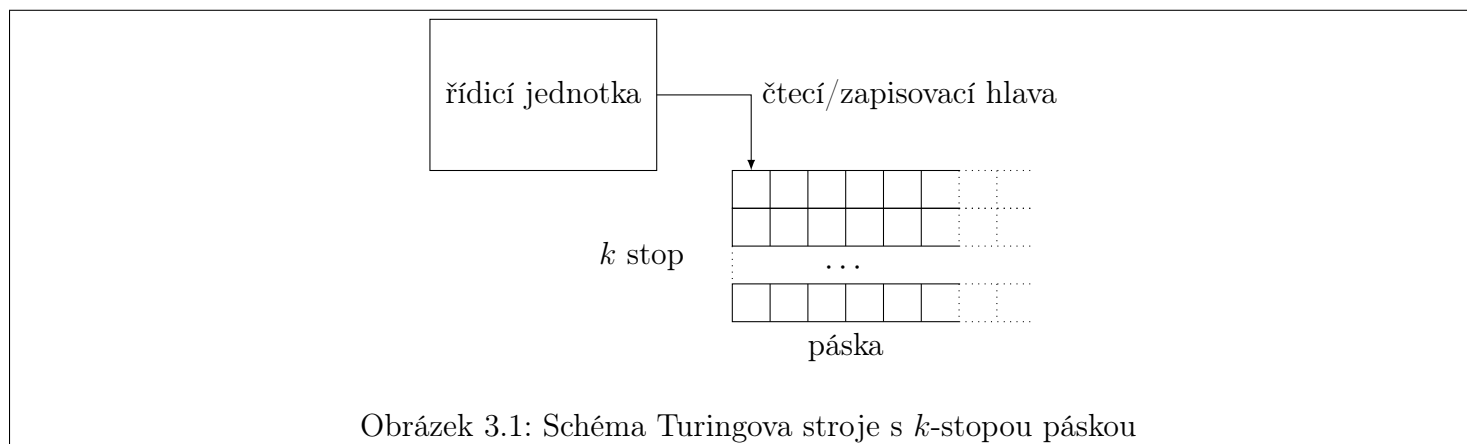 řídicí jednotka
čtecí/zapisovací hlava
k stop
...
páska
Obrázek 3.1: Schéma Turingova stroje s k-stopou páskou